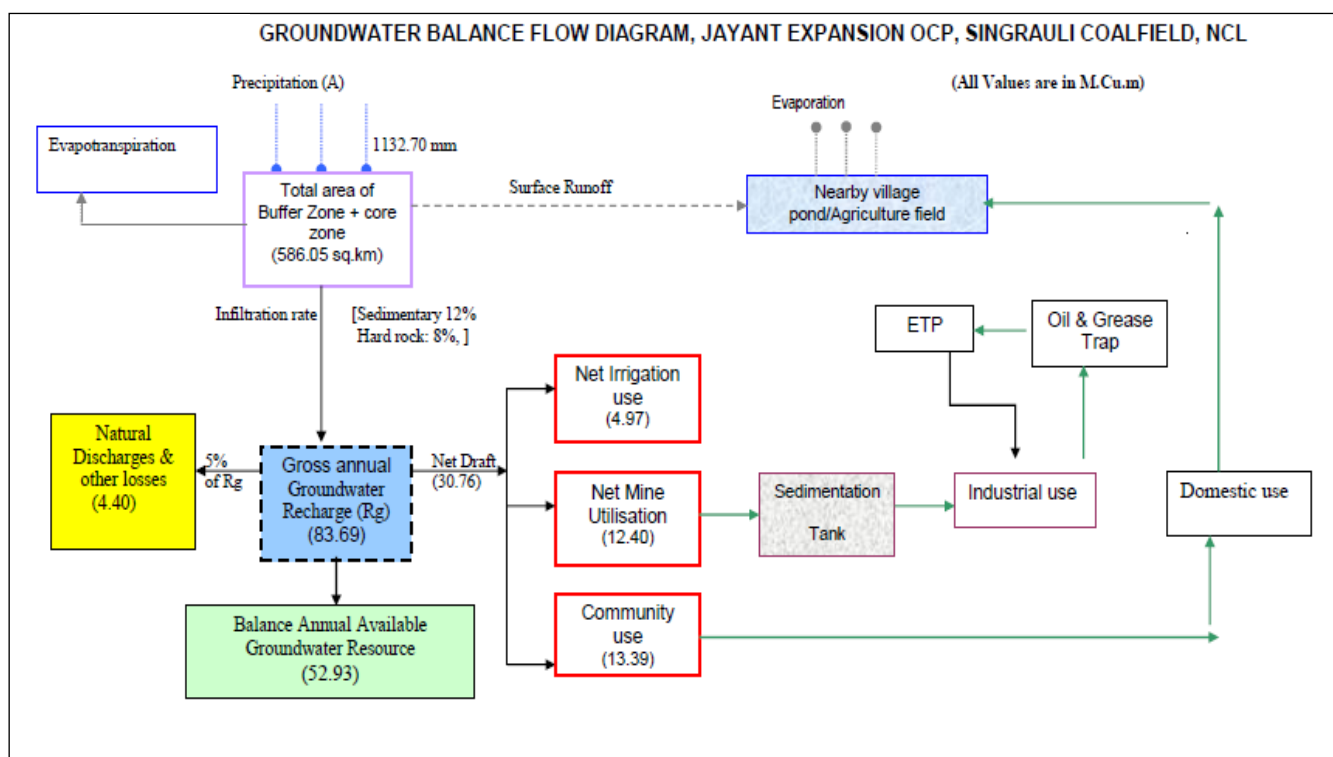 GROUNDWATER BALANCE FLOW DIAGRAM, JAYANT EXPANSION OCP, SINGRAULI COALFIELD, NCL
Precipitation (A)
(All Values are in M.Cu.m)
Evaporation
Evapotranspiration
1132.70 mm
Total area of
Buffer Zone + core
zone
(586.05 sq.km)
Surface Runoff
Nearby village
pond/Agriculture field
Infiltration rate
[Sedimentary 12%
Hard rock: 8%, ]
ETP
Oil & Grease
Trap
Net Irrigation
use
(4.97)
Natural
Discharges &
other losses
(4.40)
5%
of Rg
Gross annual
Groundwater
Recharge (Rg)
(83.69)
Net Draft
(30.76)
Net Mine
Utilisation
(12.40)
Sedimentation
Tank
Industrial use
Domestic use
Balance Annual Available
Groundwater Resource
(52.93)
Community
use
(13.39)